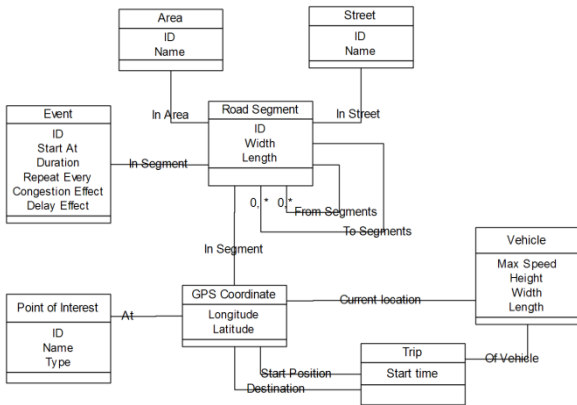 Area
ID
Name
Street
ID
Name
In Area
In Street
Event
ID
Start At
Duration
Repeat Every
Congestion Effect
Delay Effect
In Segment
Road Segment
ID
Width
Length
0, * 0,*
From Segments
To Segments
In Segment
Vehicle
Max Speed
Height
Width
Length
Point of Interest
ID
Name
Type
At
GPS Coordinate
Longitude
Latitude
Current location
Trip
Start time
Of Vehicle
Start Position
Destination